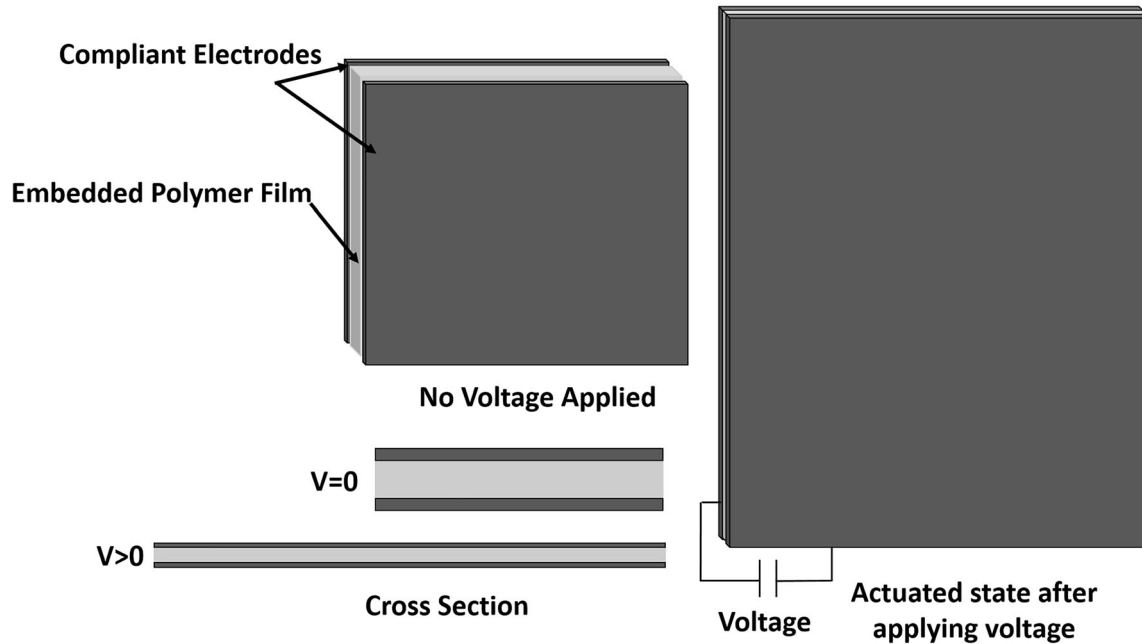 Compliant Electrodes
Embedded Polymer Film
No Voltage Applied
V=0
V>0
Cross Section
Voltage
Actuated state after
applying voltage